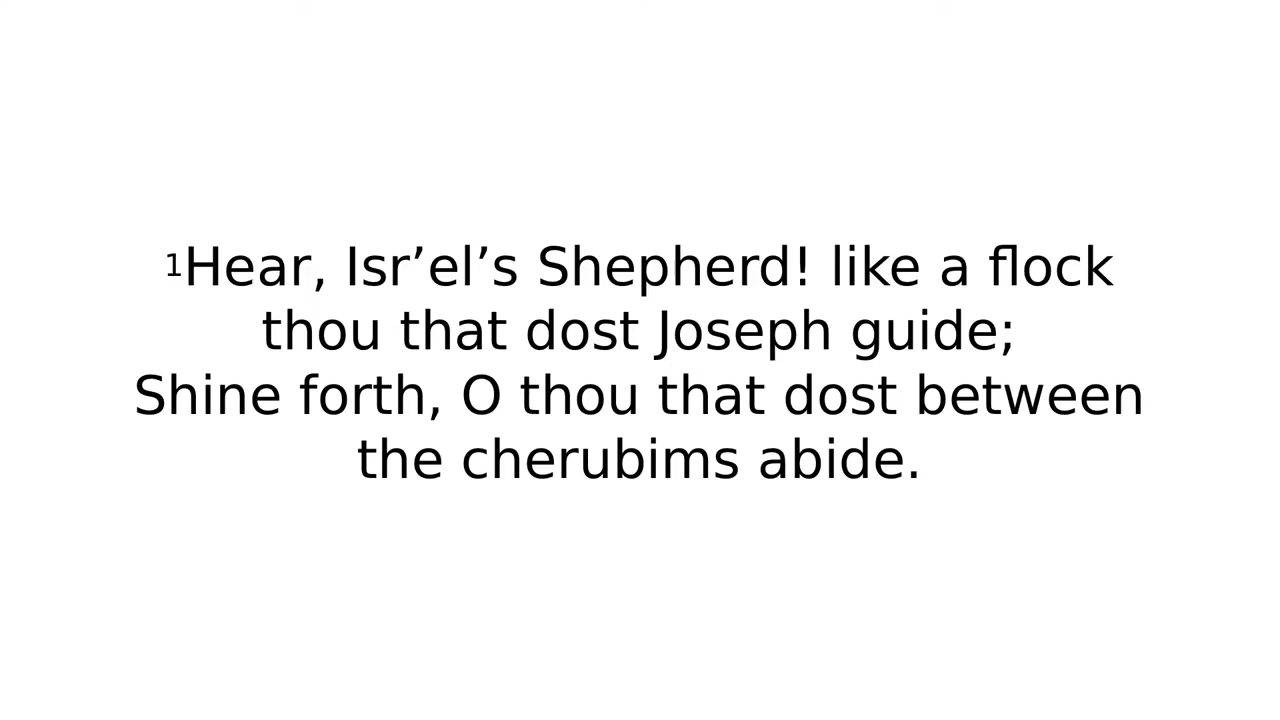 1Hear, Isr’el’s Shepherd! like a flock
thou that dost Joseph guide;
Shine forth, O thou that dost between
the cherubims abide.